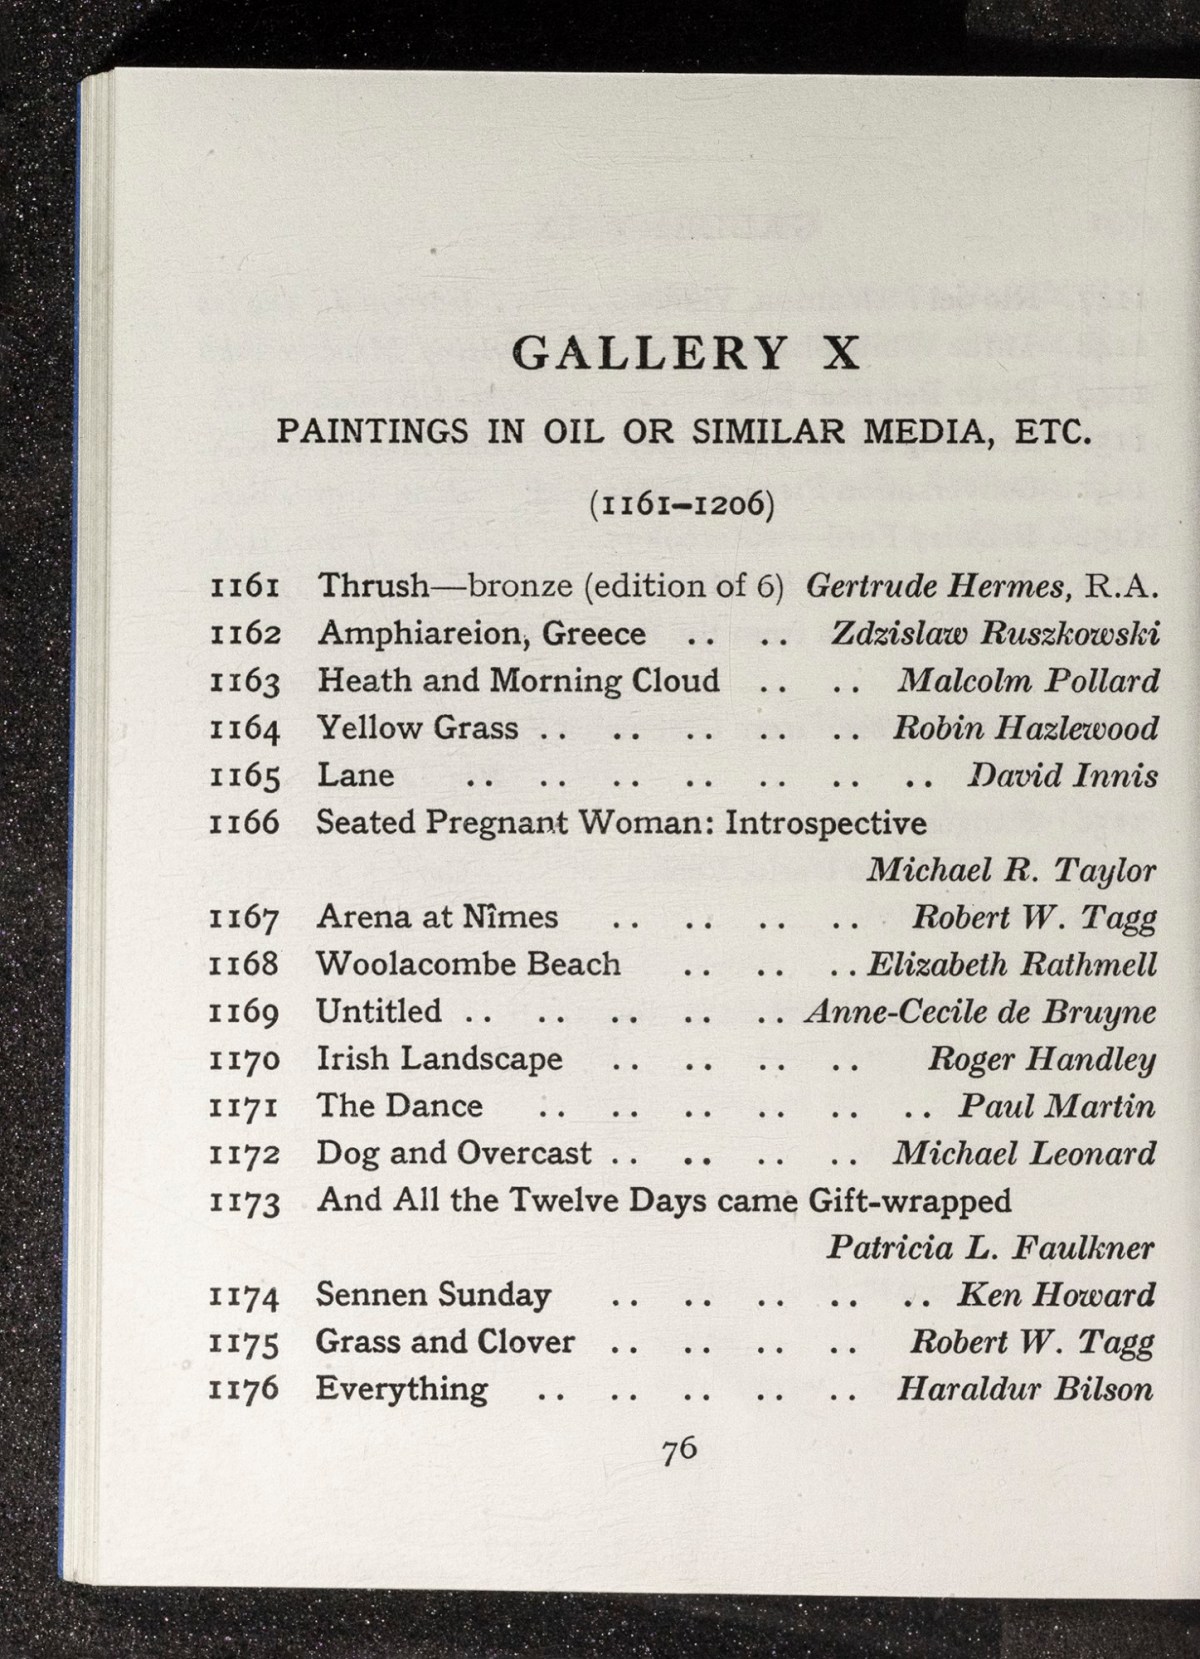 GALLERY X
PAINTINGS IN OIL OR SIMILAR MEDIA, ETC.
(1161–1206)
1161 Thrush—bronze (edition of 6) Gertrude Hermes, R.A.
1162 Amphiareion, Greece .. .. Zdzislaw Ruszkowski
1163 Heath and Morning Cloud .. .. Malcolm Pollard
1164 Yellow Grass .. .. .. .. .. Robin Hazlewood
1165 Lane .. .. .. .. .. .. .. David Innis
1166 Seated Pregnant Woman: Introspective
Michael R. Taylor
1167 Arena at Nîmes .. .. .. .. Robert W. Tagg
1168 Woolacombe Beach .. .. .. Elizabeth Rathmell
1169 Untitled .. .. .. .. .. Anne-Cecile de Bruyne
1170 Irish Landscape .. .. .. .. Roger Handley
1171 The Dance .. .. .. .. .. .. Paul Martin
1172 Dog and Overcast .. .. .. .. Michael Leonard
1173 And All the Twelve Days came Gift-wrapped
Patricia L. Faulkner
1174 Sennen Sunday .. .. .. .. .. Ken Howard
1175 Grass and Clover .. .. .. .. Robert W. Tagg
1176 Everything .. .. .. .. .. Haraldur Bilson
76